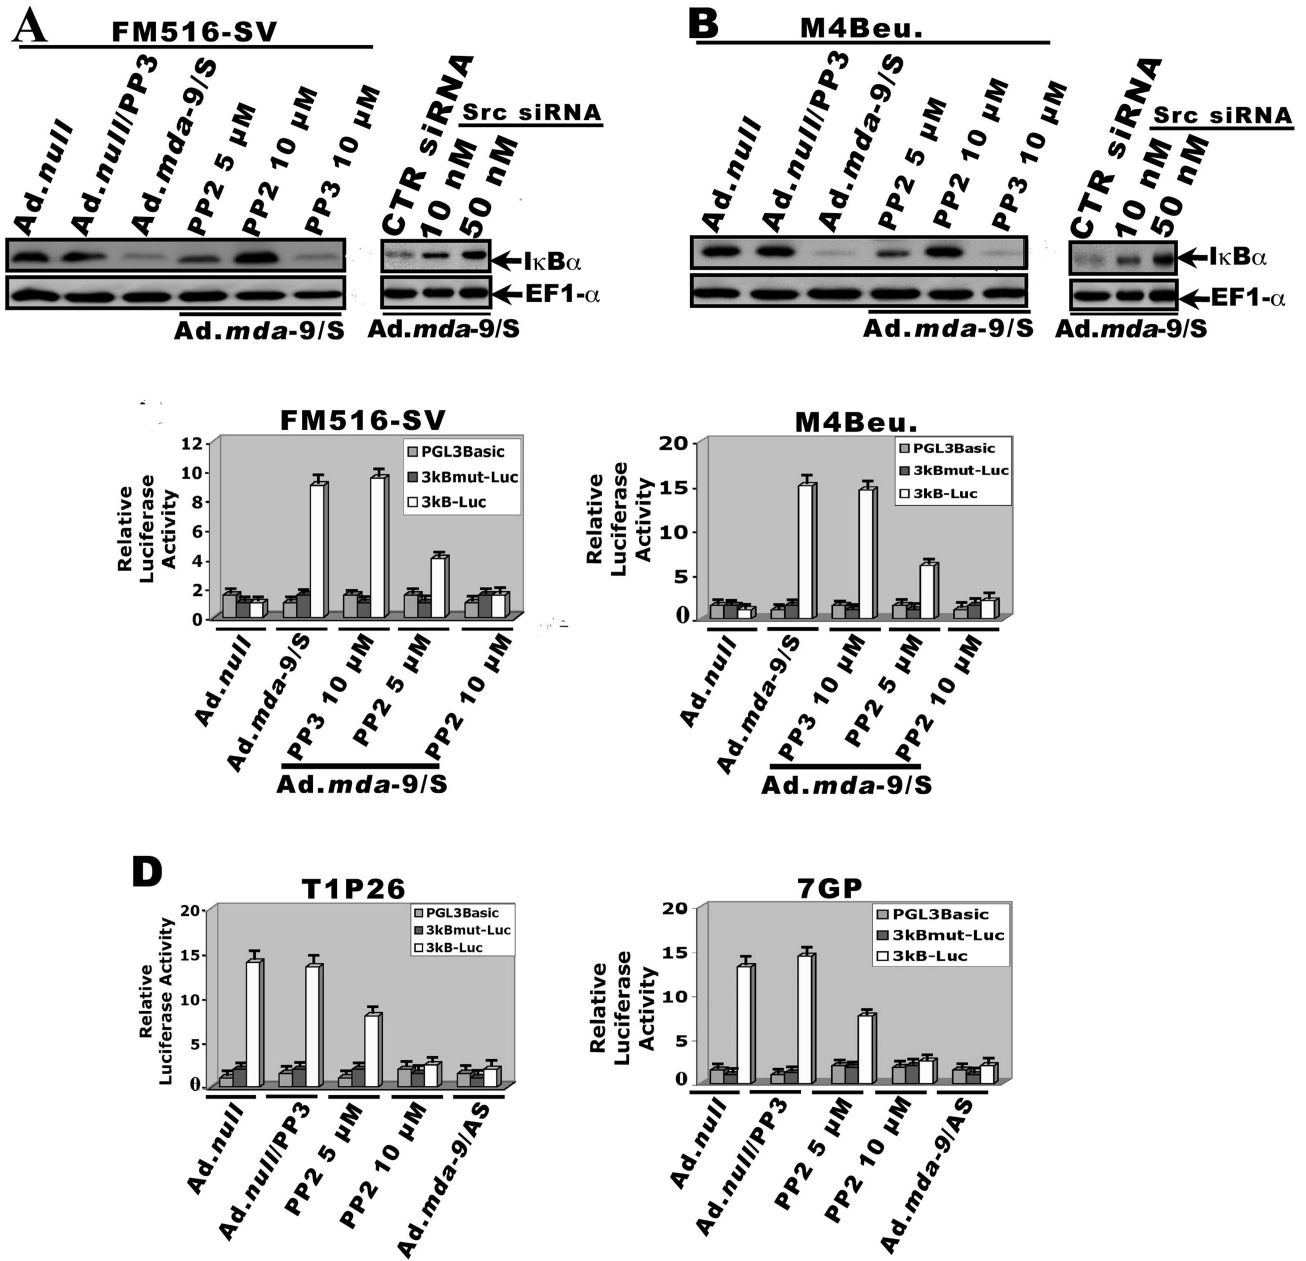 A
FM516-SV
Ad.null
Ad.null/PP3
Ad.mda-9/S
PP2 5 µM
PP2 10 µM
PP3 10 µM
CTR siRNA
Src siRNA
10 nM
50 nM
IκBα
EF1-α
Ad.mda-9/S
Ad.mda-9/S
B
M4Beu.
Ad.null
Ad.null/PP3
Ad.mda-9/S
PP2 5 µM
PP2 10 µM
PP3 10 µM
CTR siRNA
Src siRNA
10 nM
50 nM
IκBα
EF1-α
Ad.mda-9/S
Ad.mda-9/S
FM516-SV
Relative
Luciferase
Activity
12
10
8
6
4
2
0
PGL3Basic
3kBmut-Luc
3kB-Luc
Ad.null
Ad.mda-9/S
PP3 10 µM
PP2 5 µM
PP2 10 µM
Ad.mda-9/S
M4Beu.
Relative
Luciferase
Activity
20
15
10
5
0
PGL3Basic
3kBmut-Luc
3kB-Luc
Ad.null
Ad.mda-9/S
PP3 10 µM
PP2 5 µM
PP2 10 µM
Ad.mda-9/S
D
T1P26
Relative
Luciferase Activity
20
15
10
5
0
PGL3Basic
3kBmut-Luc
3kB-Luc
Ad.null
Ad.null/PP3
PP2 5 µM
PP2 10 µM
Ad.mda-9/AS
7GP
Relative
Luciferase
Activity
20
15
10
5
0
PGL3Basic
3kBmut-Luc
3kB-Luc
Ad.null
Ad.null/PP3
PP2 5 µM
PP2 10 µM
Ad.mda-9/AS